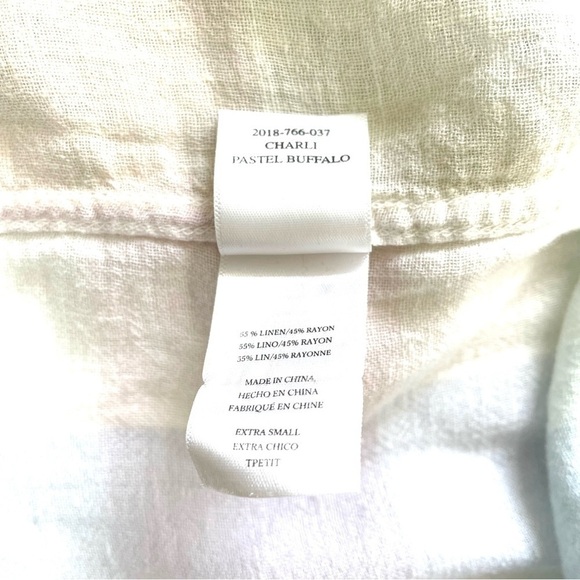 2018-766-037
CHARLI
PASTEL BUFFALO
55 % LINEN/45% RAYON
55% LINO/45% RAYON
55% LIN/45% RAYONNE
MADE IN CHINA,
HECHO EN CHINA
FABRIQUÉ EN CHINE
EXTRA SMALL
EXTRA CHICO
TPETIT